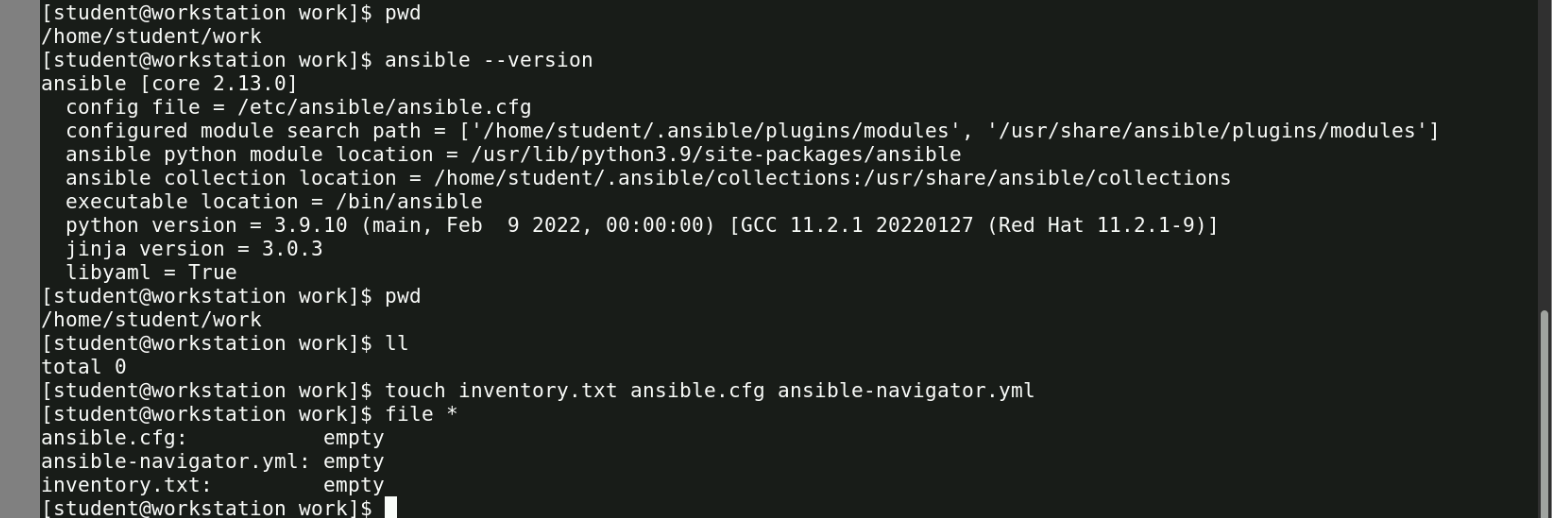 [student@workstation work]$ pwd
/home/student/work
[student@workstation work]$ ansible --version
ansible [core 2.13.0]
  config file = /etc/ansible/ansible.cfg
  configured module search path = ['/home/student/.ansible/plugins/modules', '/usr/share/ansible/plugins/modules']
  ansible python module location = /usr/lib/python3.9/site-packages/ansible
  ansible collection location = /home/student/.ansible/collections:/usr/share/ansible/collections
  executable location = /bin/ansible
  python version = 3.9.10 (main, Feb  9 2022, 00:00:00) [GCC 11.2.1 20220127 (Red Hat 11.2.1-9)]
  jinja version = 3.0.3
  libyaml = True
[student@workstation work]$ pwd
/home/student/work
[student@workstation work]$ ll
total 0
[student@workstation work]$ touch inventory.txt ansible.cfg ansible-navigator.yml
[student@workstation work]$ file *
ansible.cfg:           empty
ansible-navigator.yml: empty
inventory.txt:         empty
[student@workstation work]$